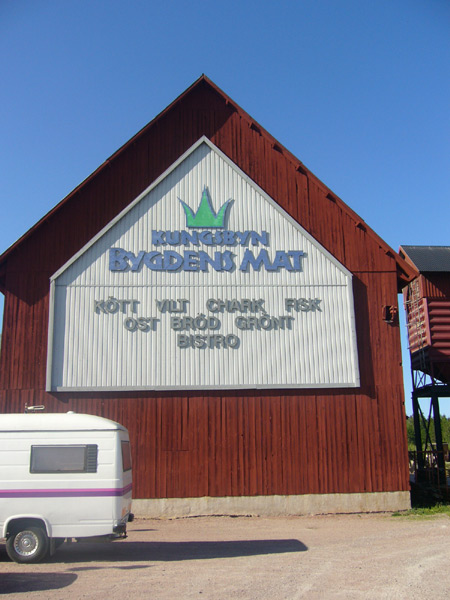 KUNGSBYN
BYGDENS MAT
KÖTT VILT CHARK FISK
OST BRÖD GRÖNT
BISTRO